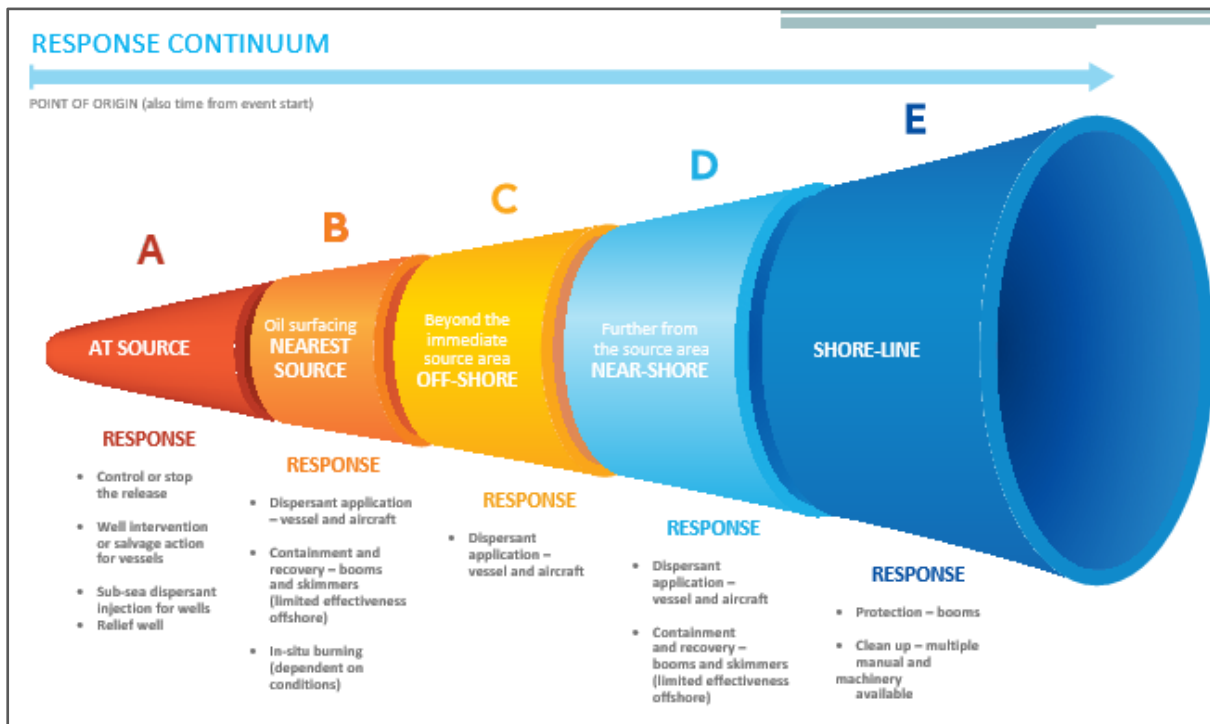 RESPONSE CONTINUUM
POINT OF ORIGIN (also time from event start)
A
B
C
D
E
AT SOURCE
Oil surfacing
NEAREST
SOURCE
Beyond the
immediate
source area
OFF-SHORE
Further from
the source area
NEAR-SHORE
SHORE-LINE
RESPONSE
• Control or stop
the release
• Well intervention
or salvage action
for vessels
• Sub-sea dispersant
injection for wells
• Relief well
RESPONSE
• Dispersant application
– vessel and aircraft
• Containment and
recovery – booms
and skimmers
(limited effectiveness
offshore)
• In-situ burning
(dependent on
conditions)
RESPONSE
• Dispersant
application –
vessel and aircraft
RESPONSE
• Dispersant
application –
vessel and aircraft
• Containment
and recovery –
booms and skimmers
(limited effectiveness
offshore)
RESPONSE
• Protection – booms
• Clean up – multiple
manual and
machinery
available